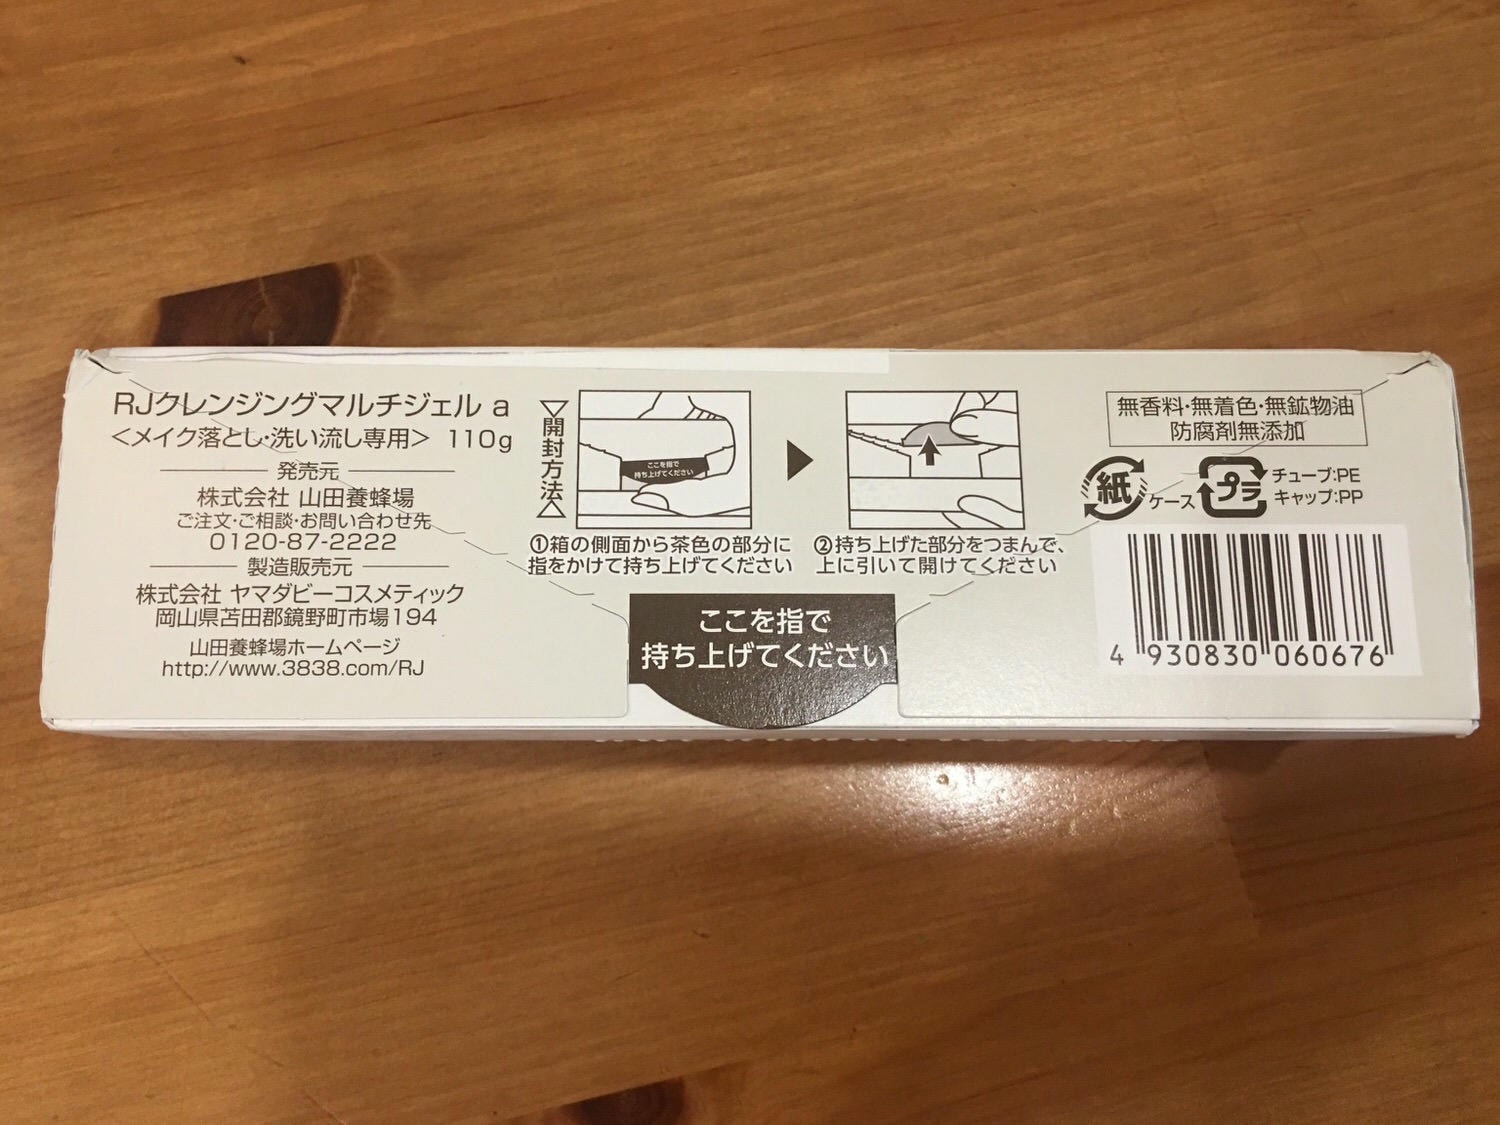 RJクレンジングマルチジェル a
＜メイク落とし・洗い流し専用＞ 110g
発売元
株式会社 山田養蜂場
ご注文・ご相談・お問い合わせ先
0120-87-2222
製造販売元
株式会社 ヤマダビーコスメティック
岡山県苫田郡鏡野町市場194
山田養蜂場ホームページ
http://www.3838.com/RJ
開封方法
ここを指で
持ち上げてください
①箱の側面から茶色の部分に
指をかけて持ち上げてください
②持ち上げた部分をつまんで、
上に引いて開けてください
ここを指で
持ち上げてください
無香料・無着色・無鉱物油
防腐剤無添加
紙
ケース
プラ
チューブ:PE
キャップ:PP
4 930830 060676